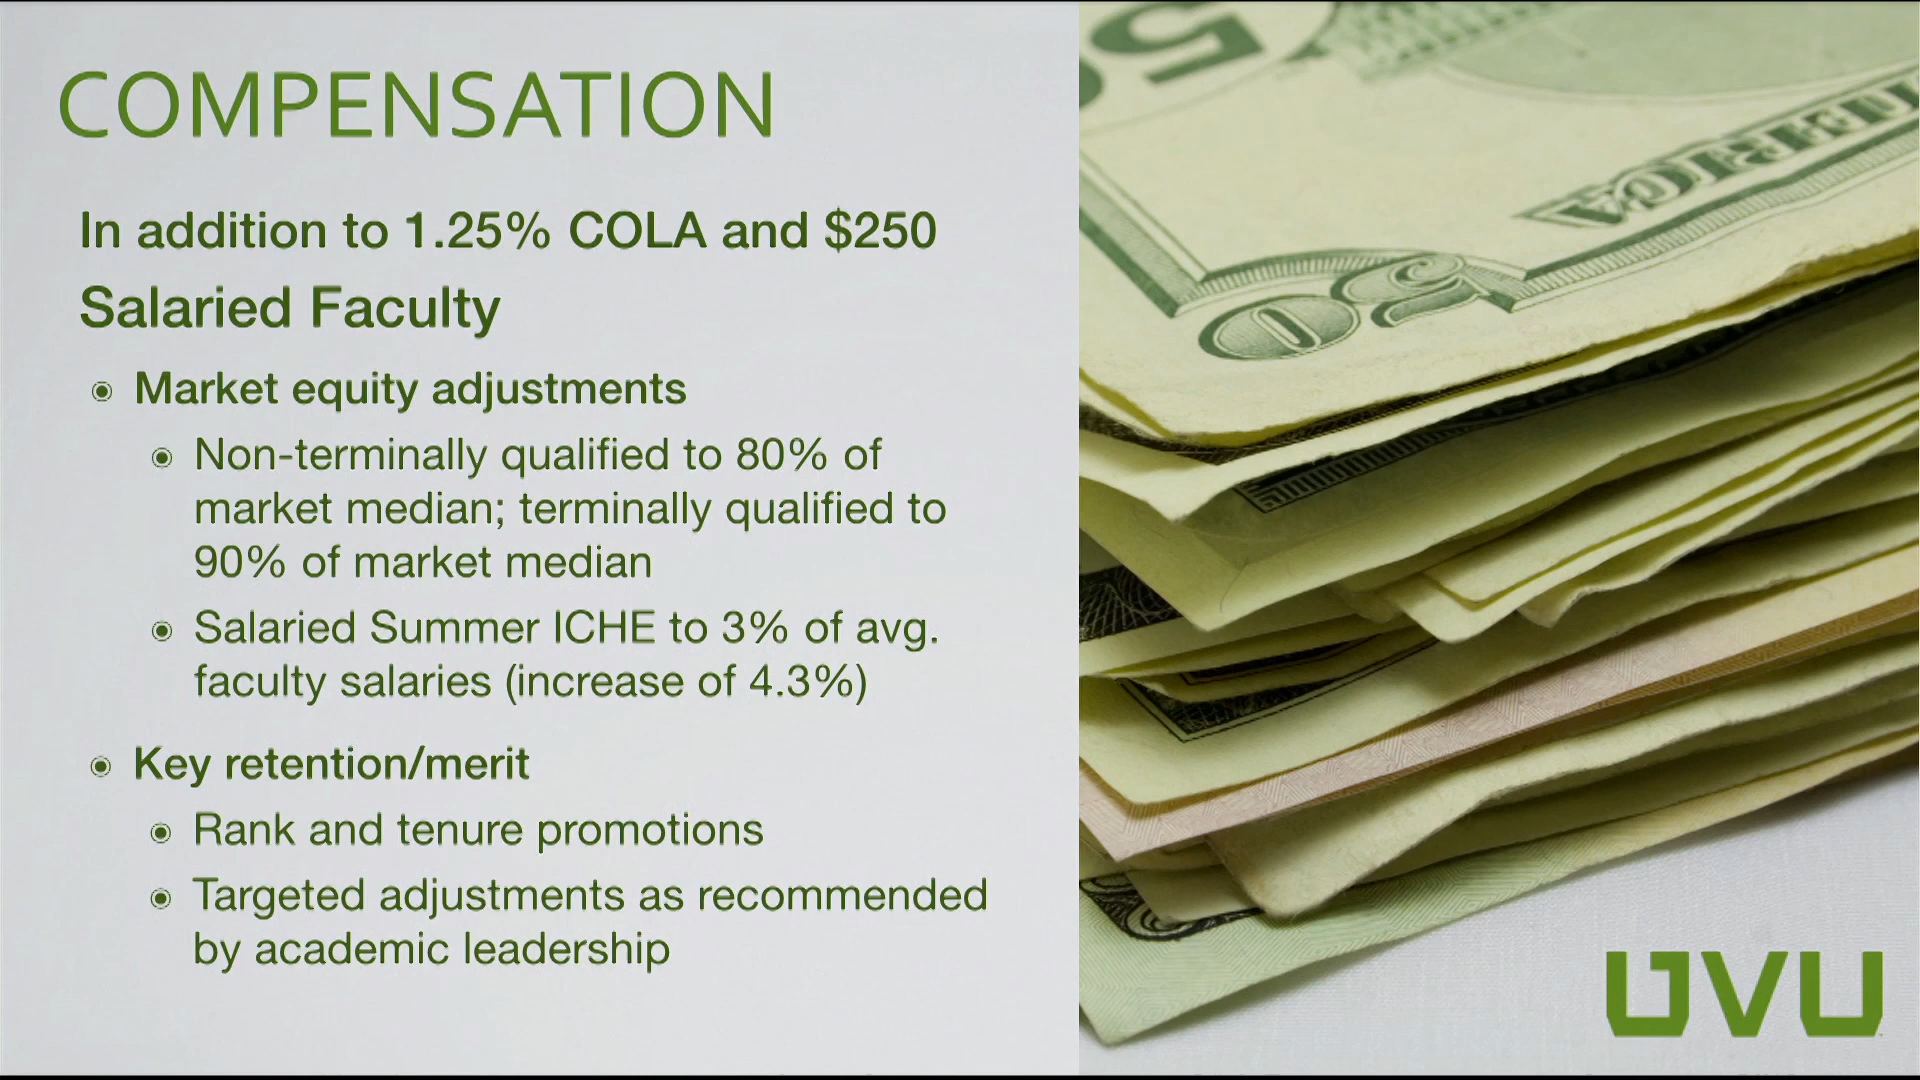 COMPENSATION
In addition to 1.25% COLA and $250
Salaried Faculty
Market equity adjustments
Non-terminally qualified to 80% of
market median; terminally qualified to
90% of market median
Salaried Summer ICHE to 3% of avg.
faculty salaries (increase of 4.3%)
Key retention/merit
Rank and tenure promotions
Targeted adjustments as recommended
by academic leadership
50
AMERICA
50
UVU